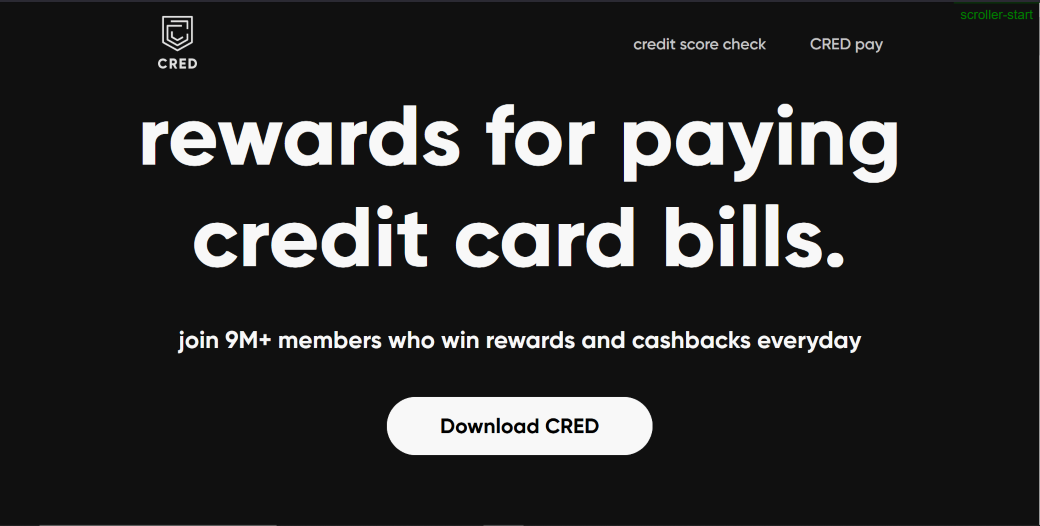 scroller-start
credit score check
CRED pay
CRED
rewards for paying
credit card bills.
join 9M+ members who win rewards and cashbacks everyday
Download CRED